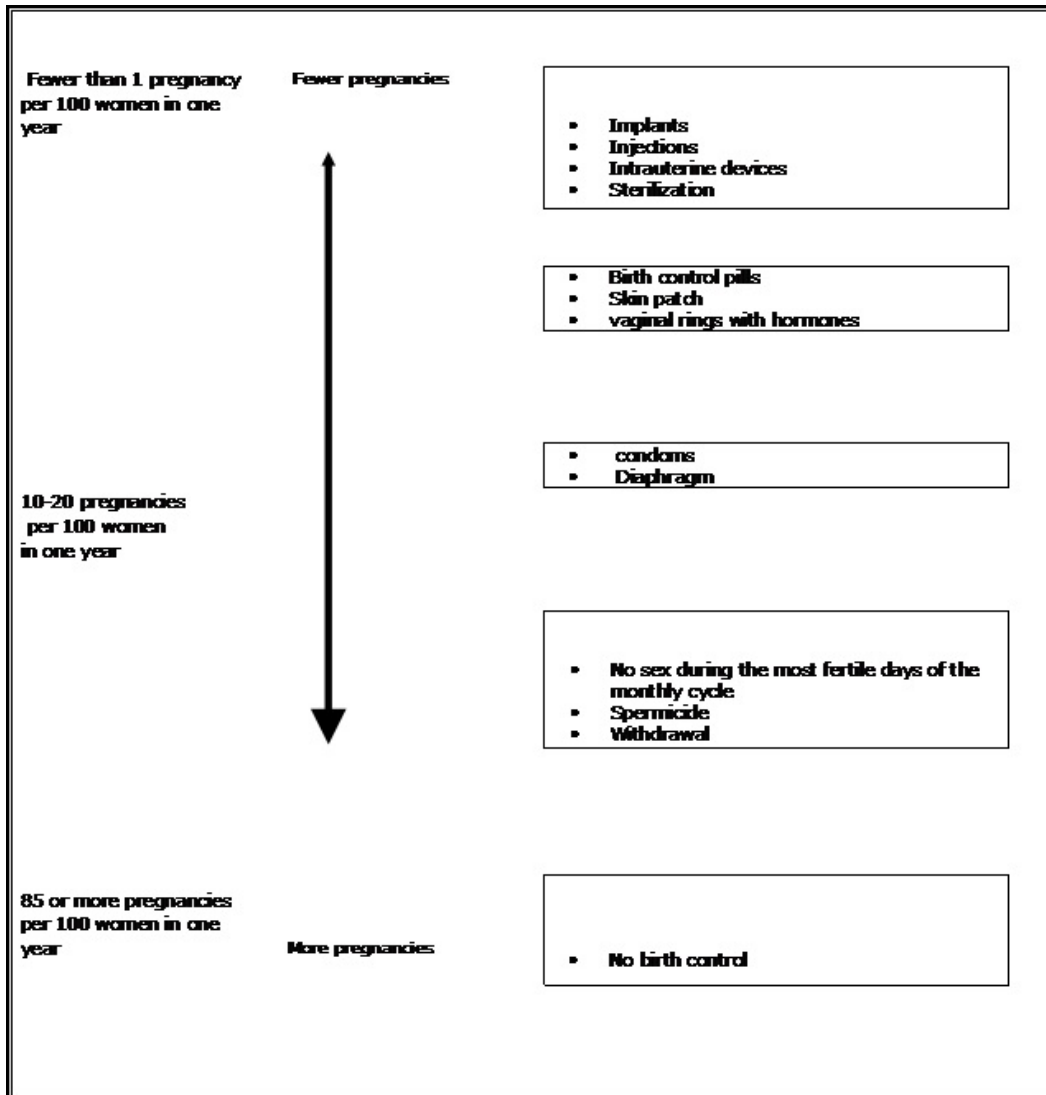 Fewer than 1 pregnancy
per 100 women in one
year
Fewer pregnancies
• Implants
• Injections
• Intrauterine devices
• Sterilization
• Birth control pills
• Skin patch
• vaginal rings with hormones
10-20 pregnancies
per 100 women
in one year
• condoms
• Diaphragm
• No sex during the most fertile days of the
monthly cycle
• Spermicide
• Withdrawal
85 or more pregnancies
per 100 women in one
year
More pregnancies
• No birth control